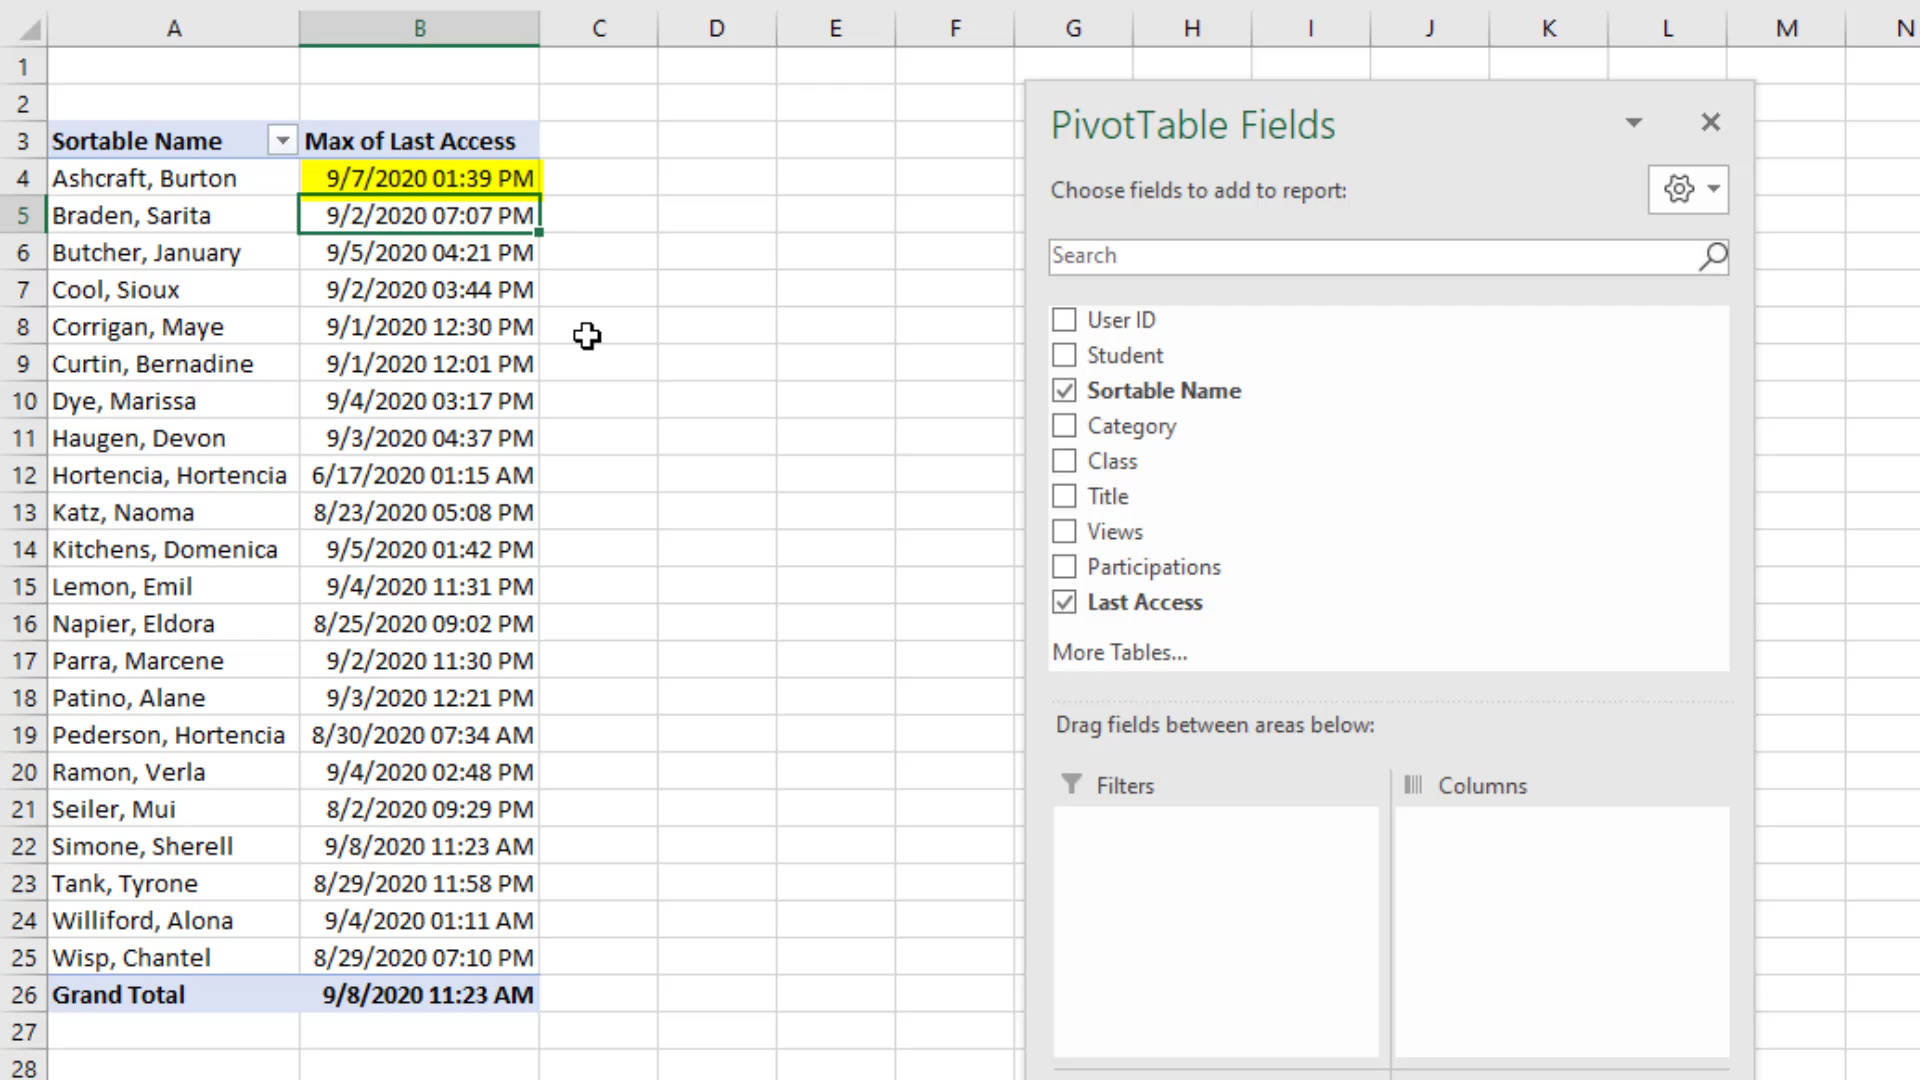 A B C D E F G H I J K L M N
1
2
3 Sortable Name Max of Last Access
4 Ashcraft, Burton 9/7/2020 01:39 PM
5 Braden, Sarita 9/2/2020 07:07 PM
6 Butcher, January 9/5/2020 04:21 PM
7 Cool, Sioux 9/2/2020 03:44 PM
8 Corrigan, Maye 9/1/2020 12:30 PM
9 Curtin, Bernadine 9/1/2020 12:01 PM
10 Dye, Marissa 9/4/2020 03:17 PM
11 Haugen, Devon 9/3/2020 04:37 PM
12 Hortencia, Hortencia 6/17/2020 01:15 AM
13 Katz, Naoma 8/23/2020 05:08 PM
14 Kitchens, Domenica 9/5/2020 01:42 PM
15 Lemon, Emil 9/4/2020 11:31 PM
16 Napier, Eldora 8/25/2020 09:02 PM
17 Parra, Marcene 9/2/2020 11:30 PM
18 Patino, Alane 9/3/2020 12:21 PM
19 Pederson, Hortencia 8/30/2020 07:34 AM
20 Ramon, Verla 9/4/2020 02:48 PM
21 Seiler, Mui 8/2/2020 09:29 PM
22 Simone, Sherell 9/8/2020 11:23 AM
23 Tank, Tyrone 8/29/2020 11:58 PM
24 Williford, Alona 9/4/2020 01:11 AM
25 Wisp, Chantel 8/29/2020 07:10 PM
26 Grand Total 9/8/2020 11:23 AM
27
28
PivotTable Fields
Choose fields to add to report:
Search
User ID
Student
Sortable Name
Category
Class
Title
Views
Participations
Last Access
More Tables...
Drag fields between areas below:
Filters
Columns